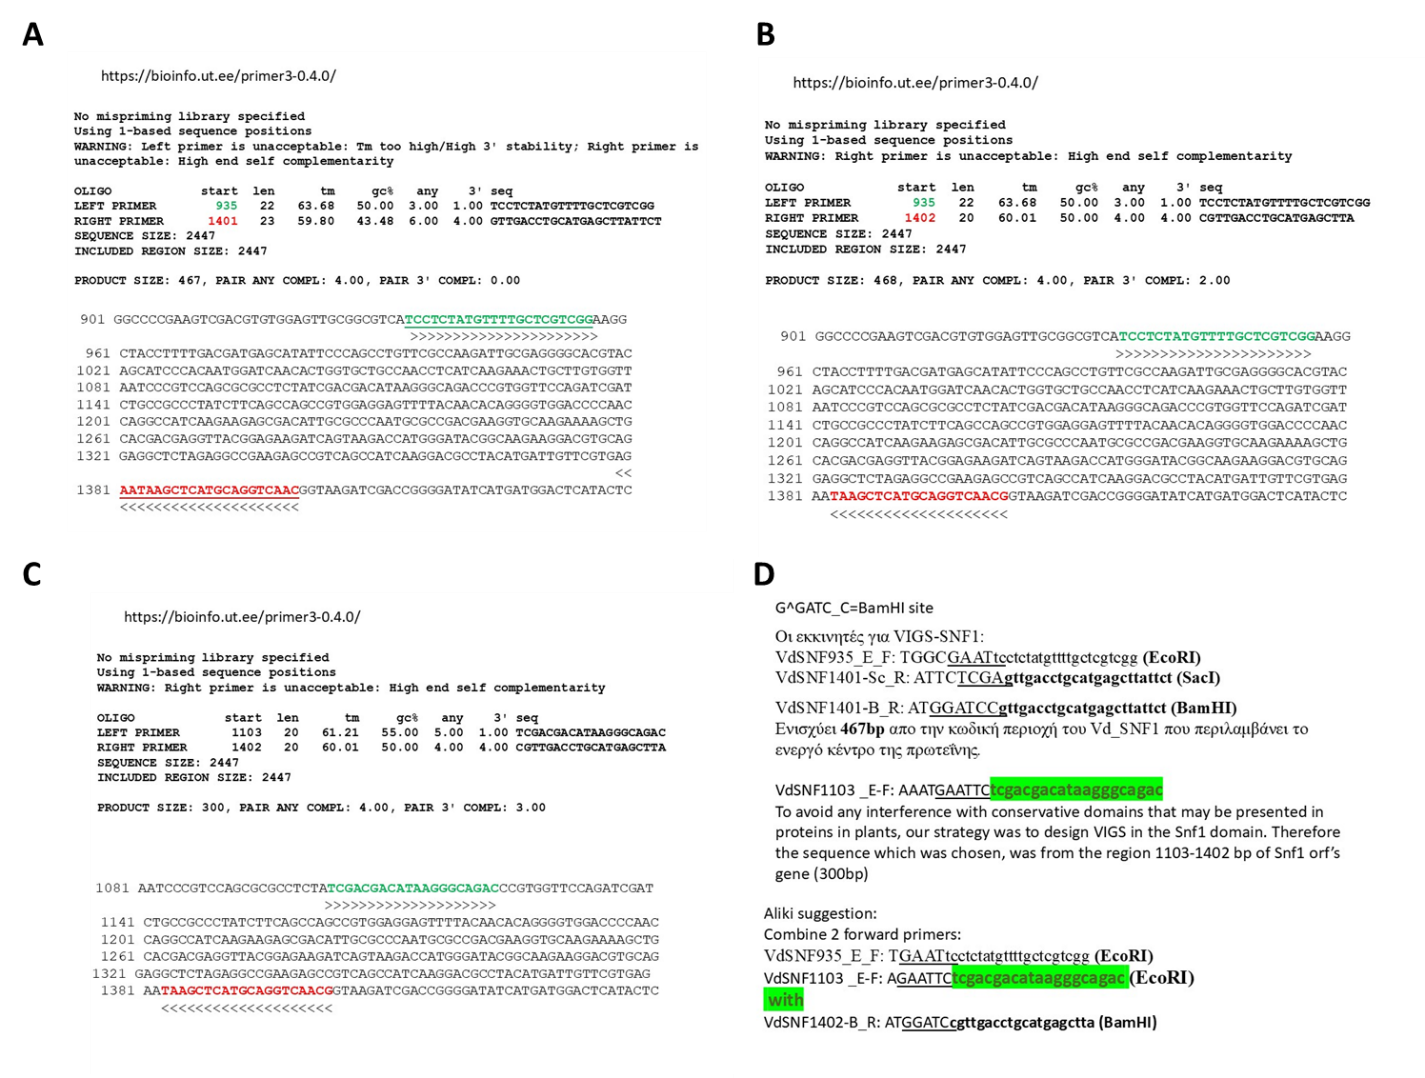 A
https://bioinfo.ut.ee/primer3-0.4.0/
No mispriming library specified
Using 1-based sequence positions
WARNING: Left primer is unacceptable: Tm too high/High 3' stability; Right primer is
unacceptable: High end self complementarity
OLIGO start len tm gc% any 3' seq
LEFT PRIMER 935 22 63.68 50.00 3.00 1.00 TCCTCTATGTTTTGCTCGTCGG
RIGHT PRIMER 1401 23 59.80 43.48 6.00 4.00 GTTGACCTGCATGAGCTTATTCT
SEQUENCE SIZE: 2447
INCLUDED REGION SIZE: 2447
PRODUCT SIZE: 467, PAIR ANY COMPL: 4.00, PAIR 3' COMPL: 0.00
901 GGCCCCGAAGTCGACGTGTGGAGTTGCGGCGTCATCCTCTATGTTTTGCTCGTCGGAAGG
>>>>>>>>>>>>>>>>>>>>>>
961 CTACCTTTTGACGATGAGCATATTCCCAGCCTGTTCGCCAAGATTGCGAGGGGCACGTAC
1021 AGCATCCCACAATGGATCAACACTGGTGCTGCCAACCTCATCAAGAAACTGCTTGTGGTT
1081 AATCCCGTCCAGCGCGCCTCTATCGACGACATAAGGGCAGACCCGTGGTTCCAGATCGAT
1141 CTGCCGCCCTATCTTCAGCCAGCCGTGGAGGAGTTTTACAACACAGGGGTGGACCCCAAC
1201 CAGGCCATCAAGAAGAGCGACATTGCGCCCAATGCGCCGACGAAGGTGCAAGAAAAGCTG
1261 CACGACGAGGTTACGGAGAAGATCAGTAAGACCATGGGATACGGCAAGAAGGACGTGCAG
1321 GAGGCTCTAGAGGCCGAAGAGCCGTCAGCCATCAAGGACGCCTACATGATTGTTCGTGAG
<<
1381 AATAAGCTCATGCAGGTCAACGGTAAGATCGACCGGGGATATCATGATGGACTCATACTC
<<<<<<<<<<<<<<<<<<<<<
B
https://bioinfo.ut.ee/primer3-0.4.0/
No mispriming library specified
Using 1-based sequence positions
WARNING: Right primer is unacceptable: High end self complementarity
OLIGO start len tm gc% any 3' seq
LEFT PRIMER 935 22 63.68 50.00 3.00 1.00 TCCTCTATGTTTTGCTCGTCGG
RIGHT PRIMER 1402 20 60.01 50.00 4.00 4.00 CGTTGACCTGCATGAGCTTA
SEQUENCE SIZE: 2447
INCLUDED REGION SIZE: 2447
PRODUCT SIZE: 468, PAIR ANY COMPL: 4.00, PAIR 3' COMPL: 2.00
901 GGCCCCGAAGTCGACGTGTGGAGTTGCGGCGTCATCCTCTATGTTTTGCTCGTCGGAAGG
>>>>>>>>>>>>>>>>>>>>>>
961 CTACCTTTTGACGATGAGCATATTCCCAGCCTGTTCGCCAAGATTGCGAGGGGCACGTAC
1021 AGCATCCCACAATGGATCAACACTGGTGCTGCCAACCTCATCAAGAAACTGCTTGTGGTT
1081 AATCCCGTCCAGCGCGCCTCTATCGACGACATAAGGGCAGACCCGTGGTTCCAGATCGAT
1141 CTGCCGCCCTATCTTCAGCCAGCCGTGGAGGAGTTTTACAACACAGGGGTGGACCCCAAC
1201 CAGGCCATCAAGAAGAGCGACATTGCGCCCAATGCGCCGACGAAGGTGCAAGAAAAGCTG
1261 CACGACGAGGTTACGGAGAAGATCAGTAAGACCATGGGATACGGCAAGAAGGACGTGCAG
1321 GAGGCTCTAGAGGCCGAAGAGCCGTCAGCCATCAAGGACGCCTACATGATTGTTCGTGAG
1381 AATAAGCTCATGCAGGTCAACGGTAAGATCGACCGGGGATATCATGATGGACTCATACTC
<<<<<<<<<<<<<<<<<<<<
C
https://bioinfo.ut.ee/primer3-0.4.0/
No mispriming library specified
Using 1-based sequence positions
WARNING: Right primer is unacceptable: High end self complementarity
OLIGO start len tm gc% any 3' seq
LEFT PRIMER 1103 20 61.21 55.00 5.00 1.00 TCGACGACATAAGGGCAGAC
RIGHT PRIMER 1402 20 60.01 50.00 4.00 4.00 CGTTGACCTGCATGAGCTTA
SEQUENCE SIZE: 2447
INCLUDED REGION SIZE: 2447
PRODUCT SIZE: 300, PAIR ANY COMPL: 4.00, PAIR 3' COMPL: 3.00
1081 AATCCCGTCCAGCGCGCCTCTATCGACGACATAAGGGCAGACCCGTGGTTCCAGATCGAT
>>>>>>>>>>>>>>>>>>>>
1141 CTGCCGCCCTATCTTCAGCCAGCCGTGGAGGAGTTTTACAACACAGGGGTGGACCCCAAC
1201 CAGGCCATCAAGAAGAGCGACATTGCGCCCAATGCGCCGACGAAGGTGCAAGAAAAGCTG
1261 CACGACGAGGTTACGGAGAAGATCAGTAAGACCATGGGATACGGCAAGAAGGACGTGCAG
1321 GAGGCTCTAGAGGCCGAAGAGCCGTCAGCCATCAAGGACGCCTACATGATTGTTCGTGAG
1381 AATAAGCTCATGCAGGTCAACGGTAAGATCGACCGGGGATATCATGATGGACTCATACTC
<<<<<<<<<<<<<<<<<<<<
D
G^GATC_C=BamHI site
Οι εκκινητές για VIGS-SNF1:
VdSNF935_E_F: TGGCGAATtcctctatgttttgctcgtcgg (EcoRI)
VdSNF1401-Sc_R: ATTCTCGAgttgacctgcatgagcttattct (SacI)
VdSNF1401-B_R: ATGGATCCgttgacctgcatgagcttattct (BamHI)
Ενισχύει 467bp απο την κωδική περιοχή του Vd_SNF1 που περιλαμβάνει το
ενεργό κέντρο της πρωτεΐνης.
VdSNF1103 _E-F: AAATGAATTCtcgacgacataagggcagac
To avoid any interference with conservative domains that may be presented in
proteins in plants, our strategy was to design VIGS in the Snf1 domain. Therefore
the sequence which was chosen, was from the region 1103-1402 bp of Snf1 orf's
gene (300bp)
Aliki suggestion:
Combine 2 forward primers:
VdSNF935_E_F: TGAATtcctctatgttttgctcgtcgg (EcoRI)
VdSNF1103 _E-F: AGAATTCtcgacgacataagggcagac (EcoRI)
with
VdSNF1402-B_R: ATGGATCcgttgacctgcatgagctta (BamHI)